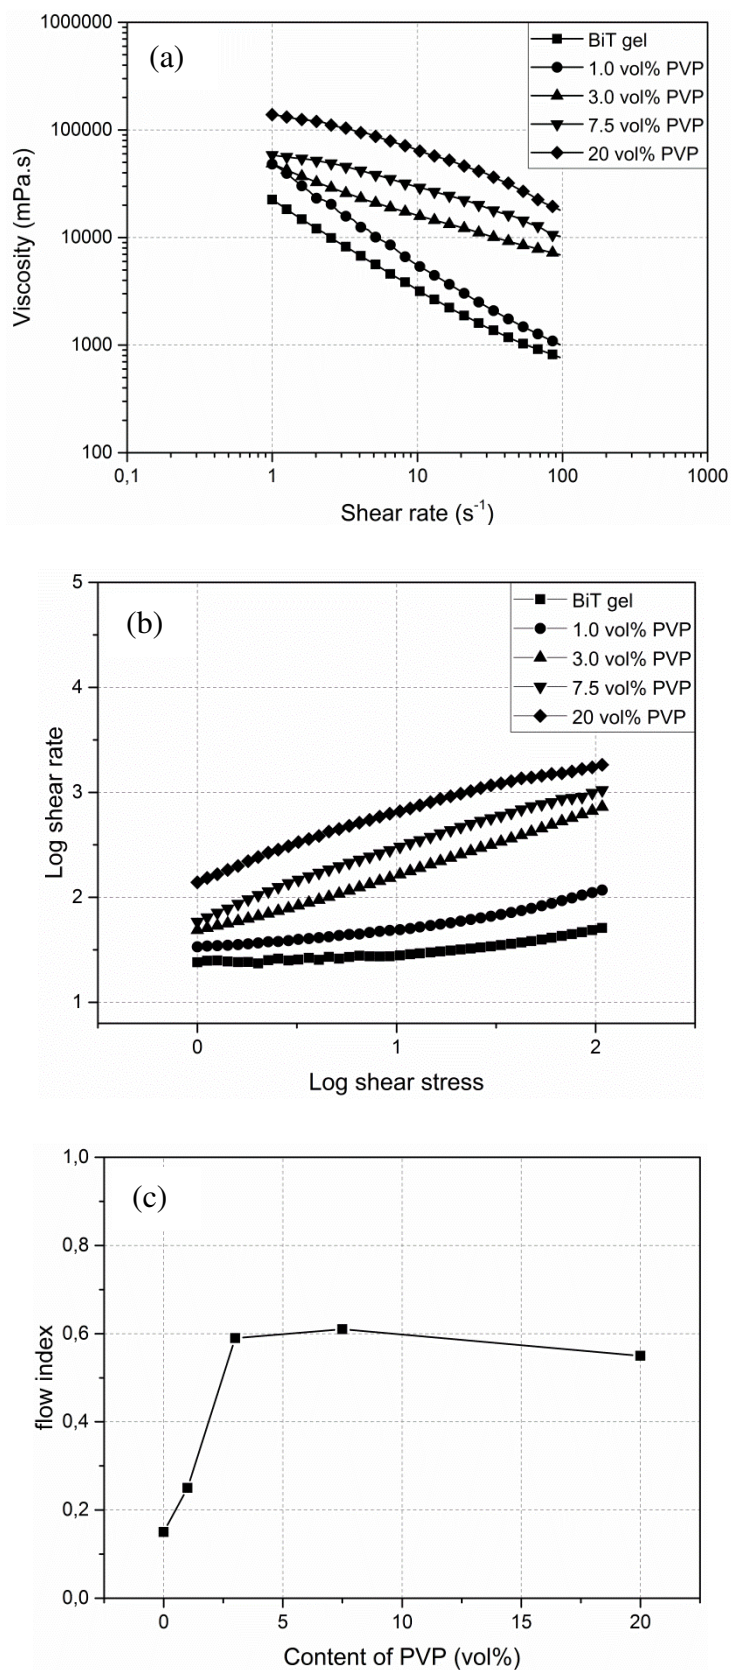 (a)
BiT gel
1.0 vol% PVP
3.0 vol% PVP
7.5 vol% PVP
20 vol% PVP
1000000
100000
10000
1000
100
Viscosity (mPa.s)
0,1 1 10 100 1000
Shear rate (s⁻¹)
(b)
BiT gel
1.0 vol% PVP
3.0 vol% PVP
7.5 vol% PVP
20 vol% PVP
5
4
3
2
1
Log shear rate
0 1 2
Log shear stress
(c)
1,0
0,8
0,6
0,4
0,2
0,0
flow index
0 5 10 15 20
Content of PVP (vol%)